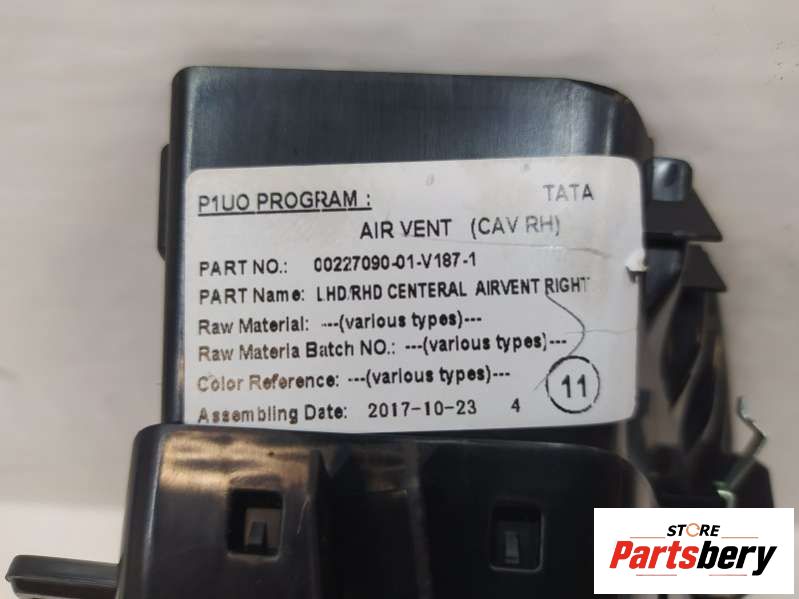 P1UO PROGRAM : TATA
AIR VENT (CAV RH)
PART NO.: 00227090-01-V187-1
PART Name: LHD/RHD CENTERAL AIRVENT RIGHT
Raw Material: ---(various types)---
Raw Materia Batch NO.: ---(various types)---
Color Reference: ---(various types)---
11
Assembling Date: 2017-10-23 4
STORE
Partsbery